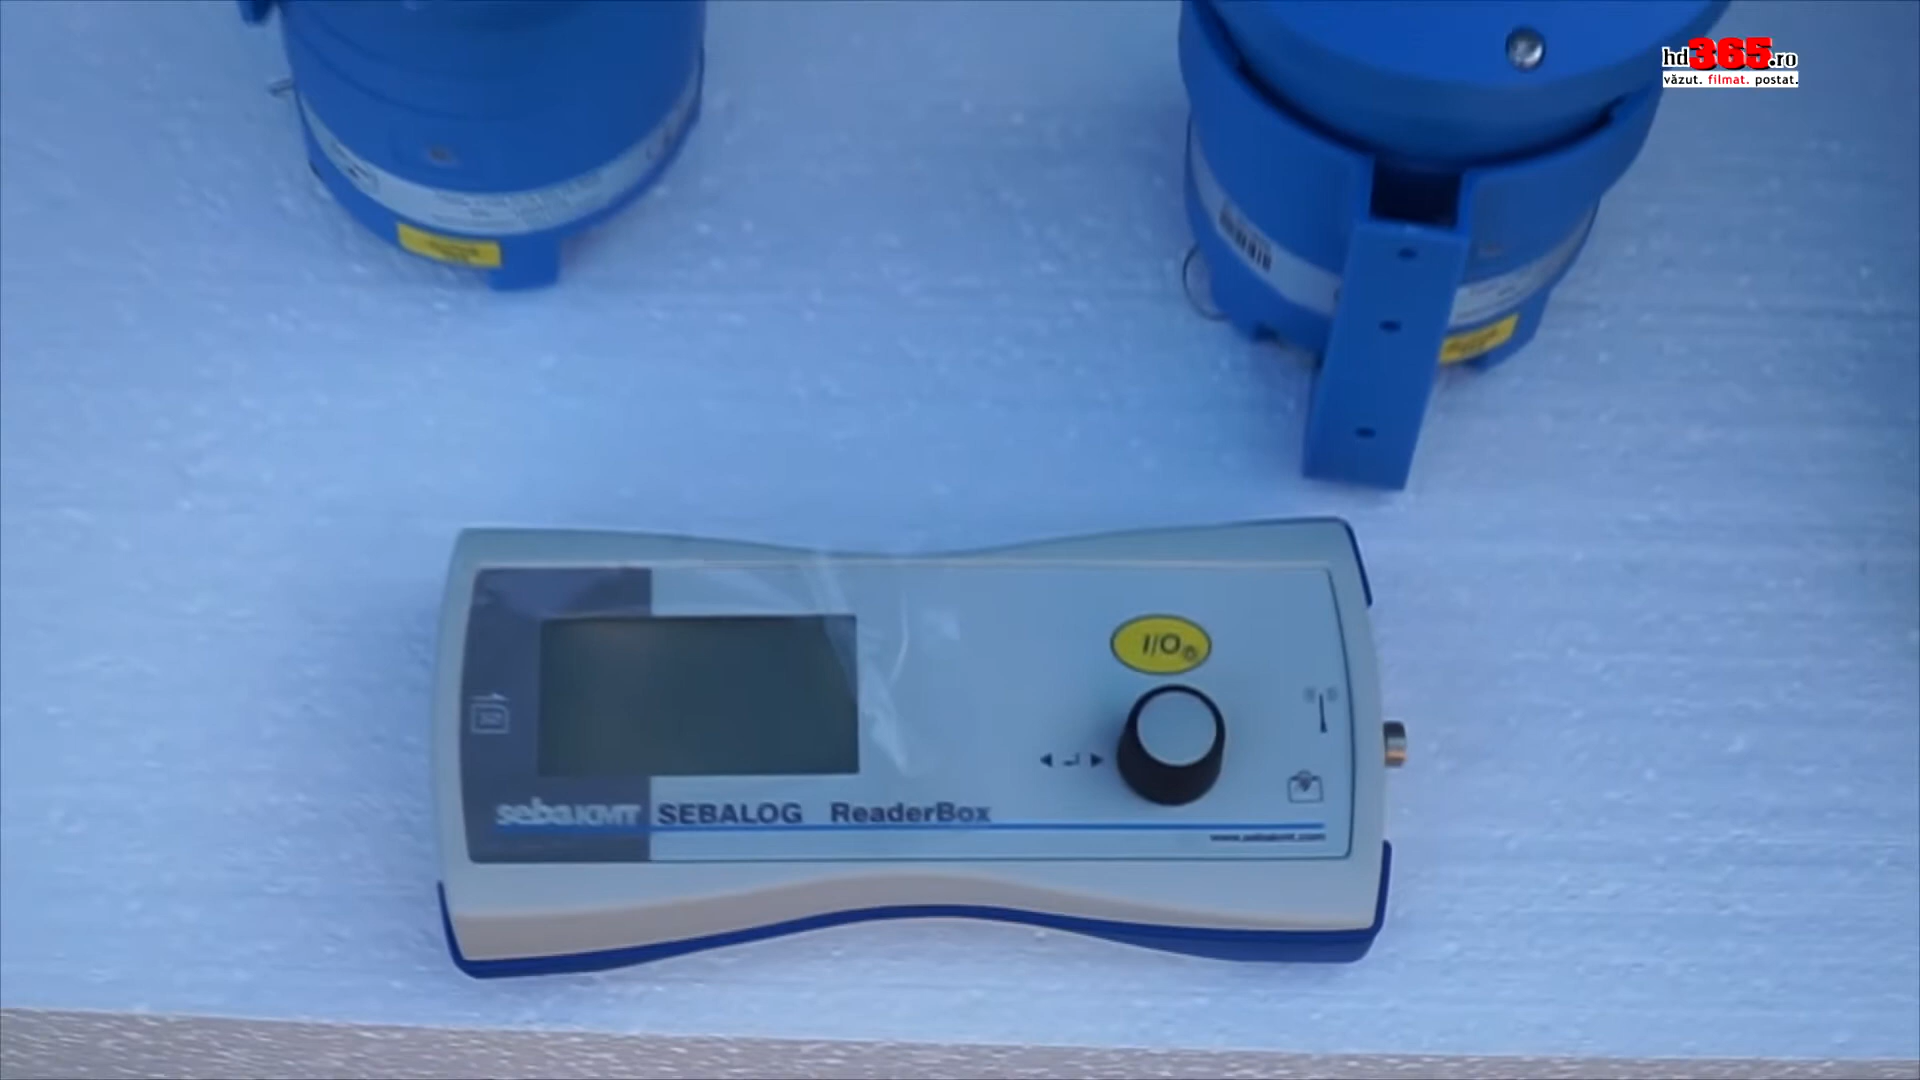 hd365.ro
văzut. filmat. postat.
I/O
sebaKMT SEBALOG ReaderBox
www.sebakmt.com